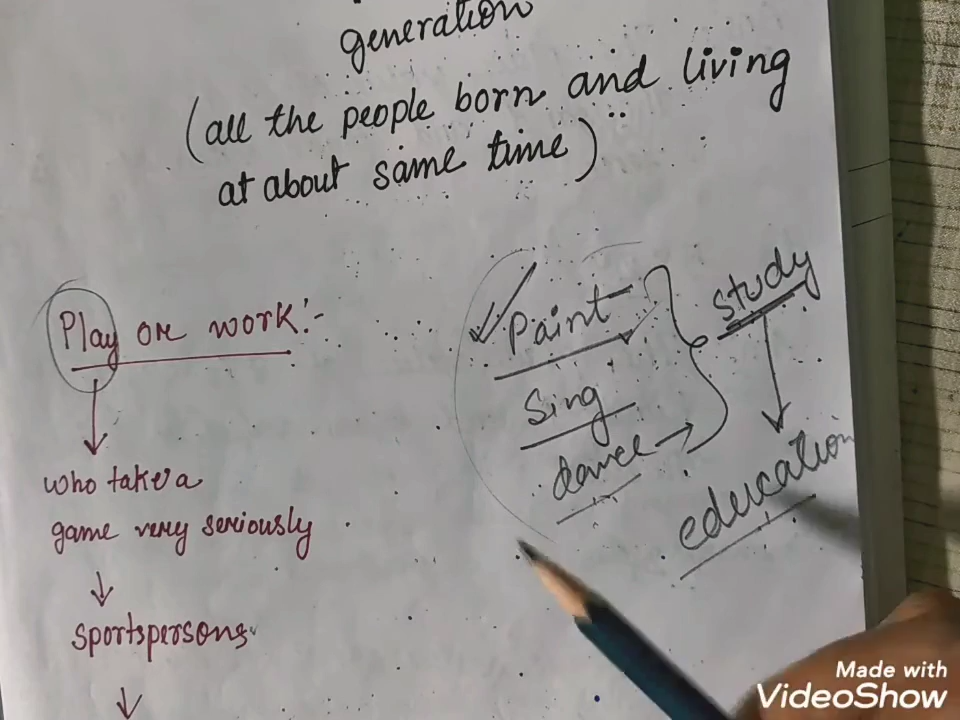 generation
(all the people born and living
at about same time)
Play or work:-
who take a
game very seriously
sportspersons
Paint
Sing
dance
study
education
Made with
VideoShow